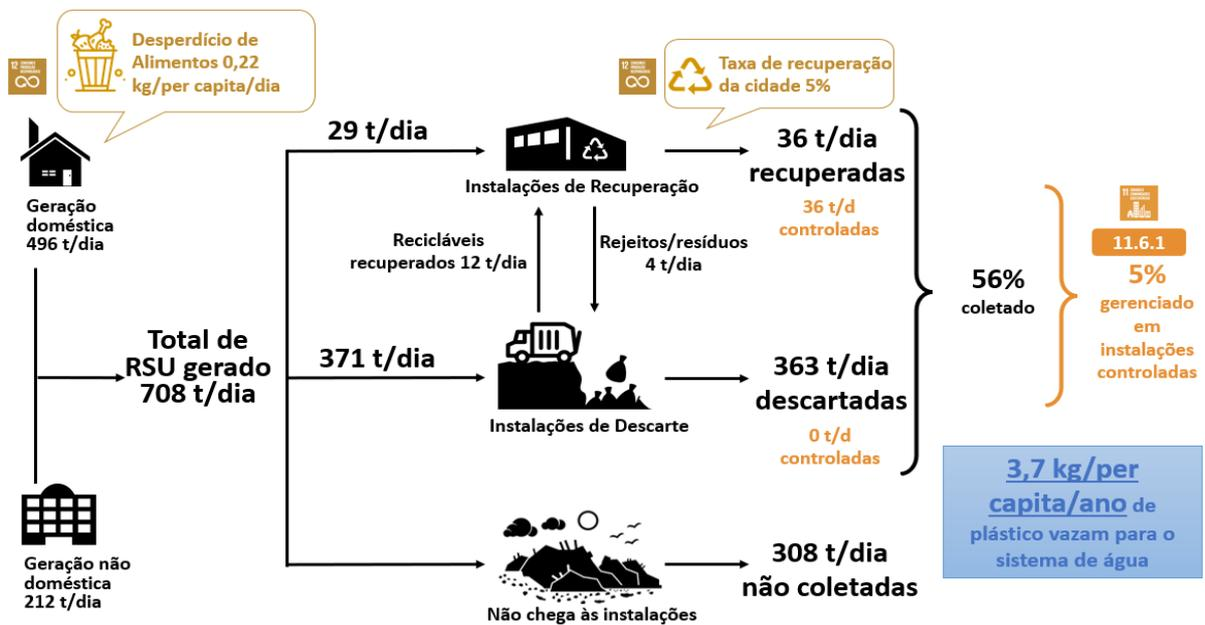 Desperdício de
Alimentos 0,22
kg/per capita/dia
12
Taxa de recuperação
da cidade 5%
12
Geração
doméstica
496 t/dia
Total de
RSU gerado
708 t/dia
Geração não
doméstica
212 t/dia
29 t/dia
Instalações de Recuperação
36 t/dia
recuperadas
36 t/d
controladas
Recicláveis
recuperados 12 t/dia
Rejeitos/resíduos
4 t/dia
371 t/dia
Instalações de Descarte
363 t/dia
descartadas
0 t/d
controladas
Não chega às instalações
308 t/dia
não coletadas
56%
coletado
11
11.6.1
5%
gerenciado
em
instalações
controladas
3,7 kg/per
capita/ano de
plástico vazam para o
sistema de água